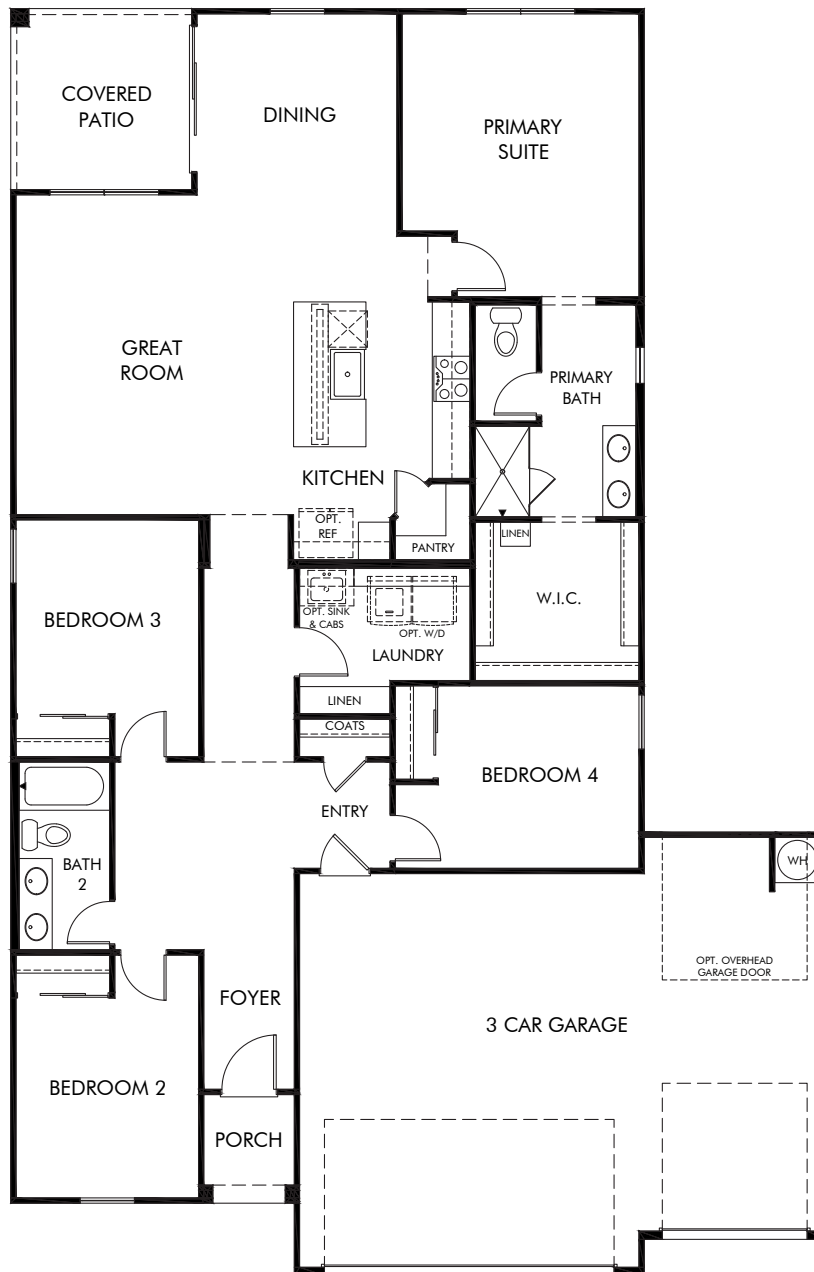 COVERED
PATIO
DINING
PRIMARY
SUITE
GREAT
ROOM
PRIMARY
BATH
KITCHEN
OPT.
REF
PANTRY
LINEN
W.I.C.
OPT. SINK
& CABS
OPT. W/D
LAUNDRY
BEDROOM 3
LINEN
COATS
BEDROOM 4
ENTRY
BATH
2
WH
OPT. OVERHEAD
GARAGE DOOR
FOYER
3 CAR GARAGE
BEDROOM 2
PORCH